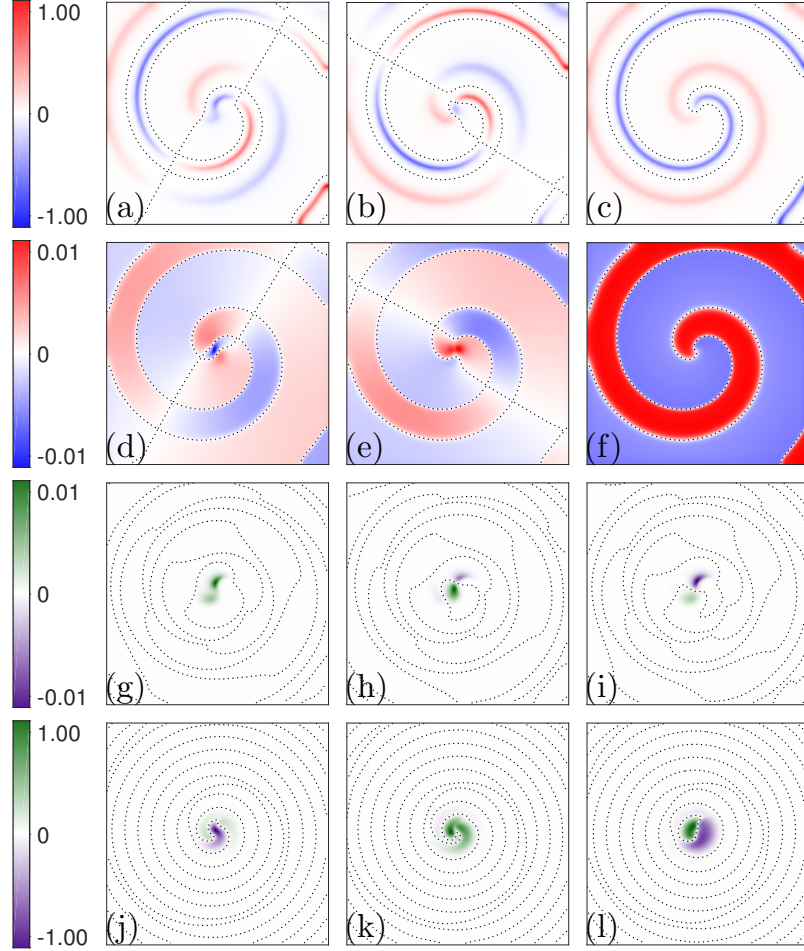 1.00
0
-1.00
(a)
(b)
(c)
0.01
0
-0.01
(d)
(e)
(f)
0.01
0
-0.01
(g)
(h)
(i)
1.00
0
-1.00
(j)
(k)
(l)